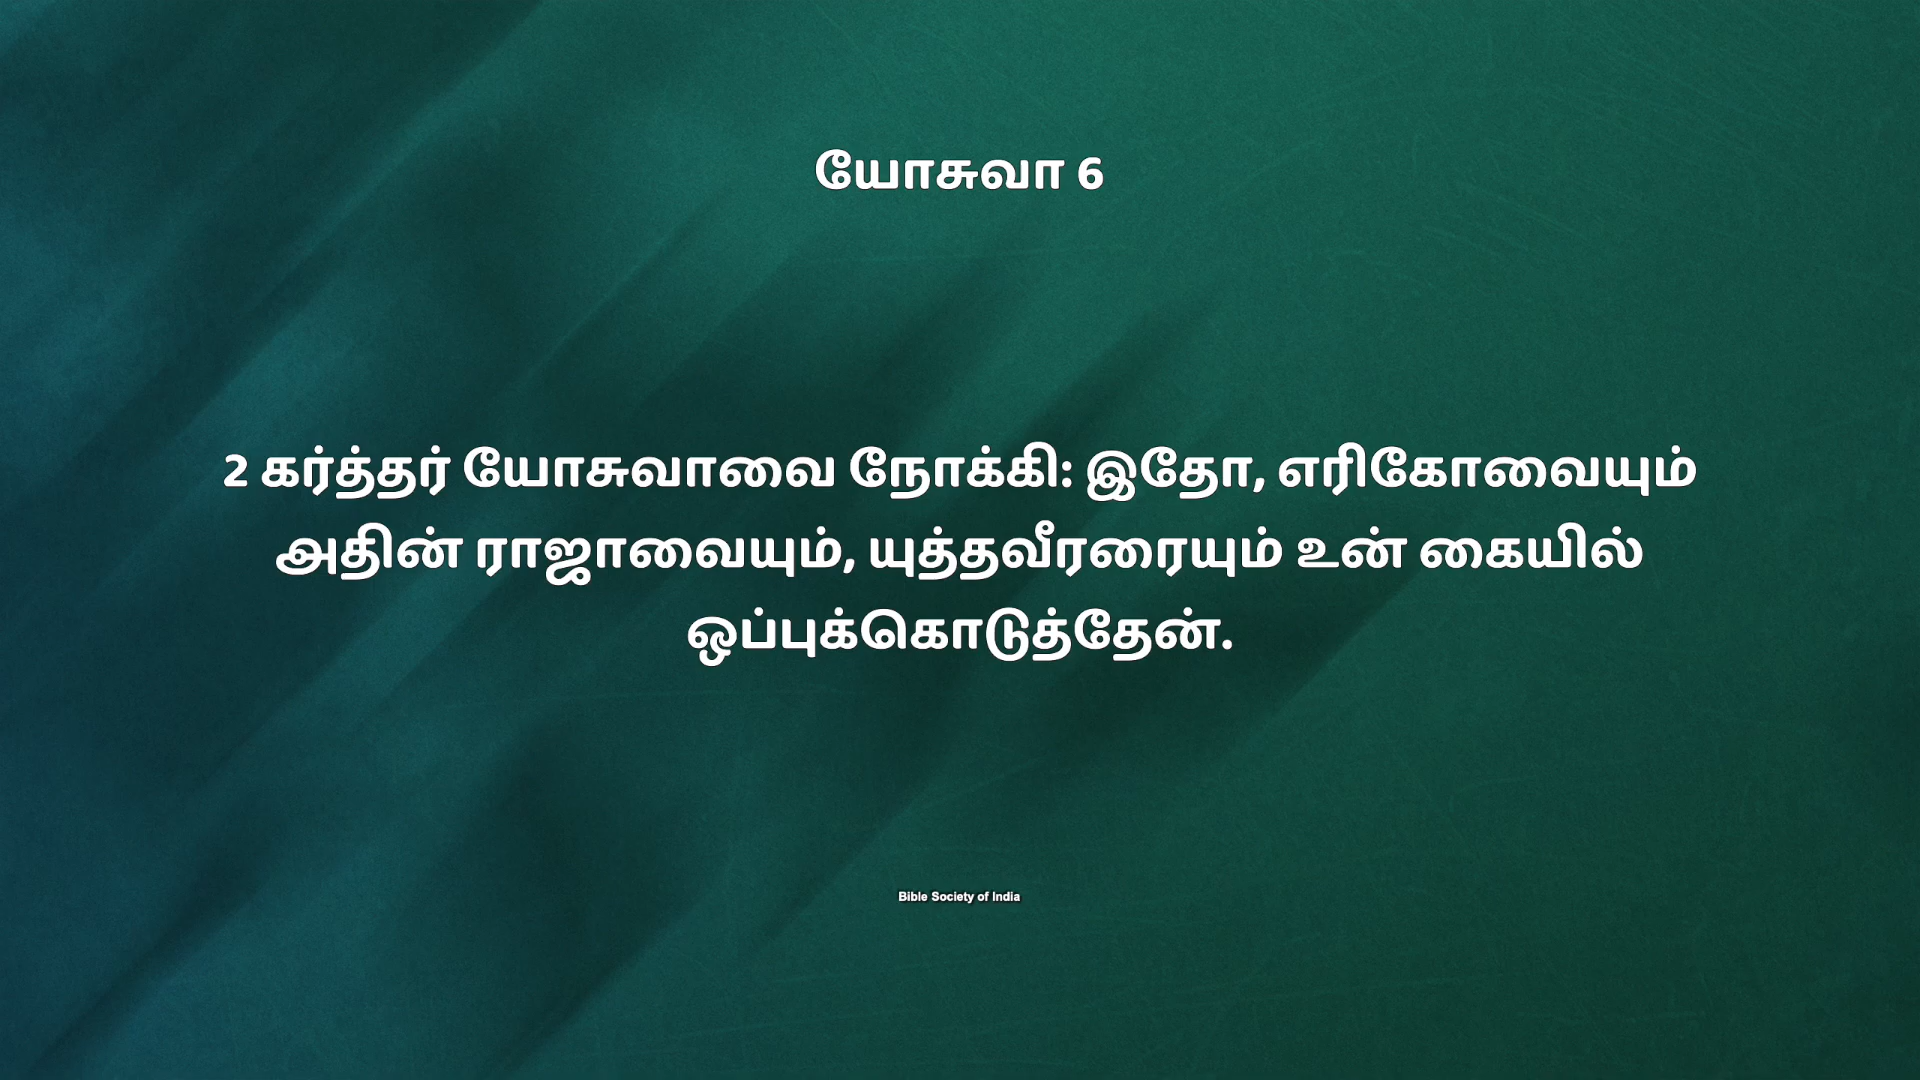 யோசுவா 6
2 கர்த்தர் யோசுவாவை நோக்கி: இதோ, எரிகோவையும்
அதின் ராஜாவையும், யுத்தவீரரையும் உன் கையில்
ஒப்புக்கொடுத்தேன்.
Bible Society of India